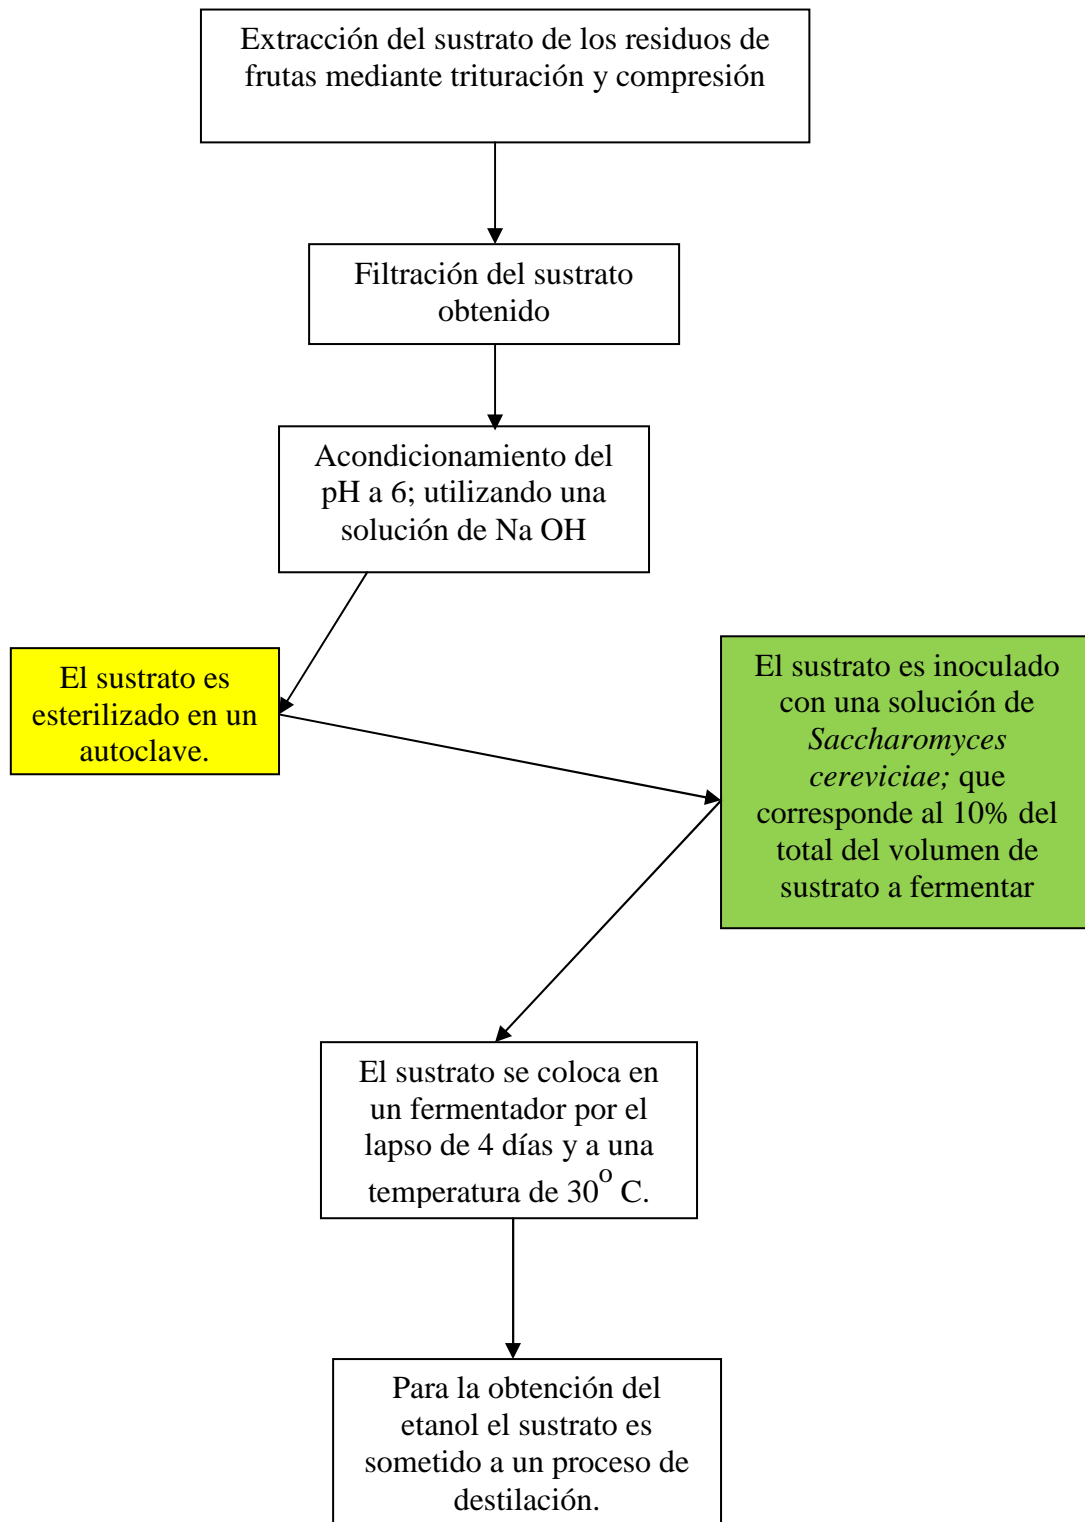 Extracción del sustrato de los residuos de
frutas mediante trituración y compresión
Filtración del sustrato
obtenido
Acondicionamiento del
pH a 6; utilizando una
solución de Na OH
El sustrato es
esterilizado en un
autoclave.
El sustrato es inoculado
con una solución de
Saccharomyces
cereviciae; que
corresponde al 10% del
total del volumen de
sustrato a fermentar
El sustrato se coloca en
un fermentador por el
lapso de 4 días y a una
temperatura de 30° C.
Para la obtención del
etanol el sustrato es
sometido a un proceso de
destilación.